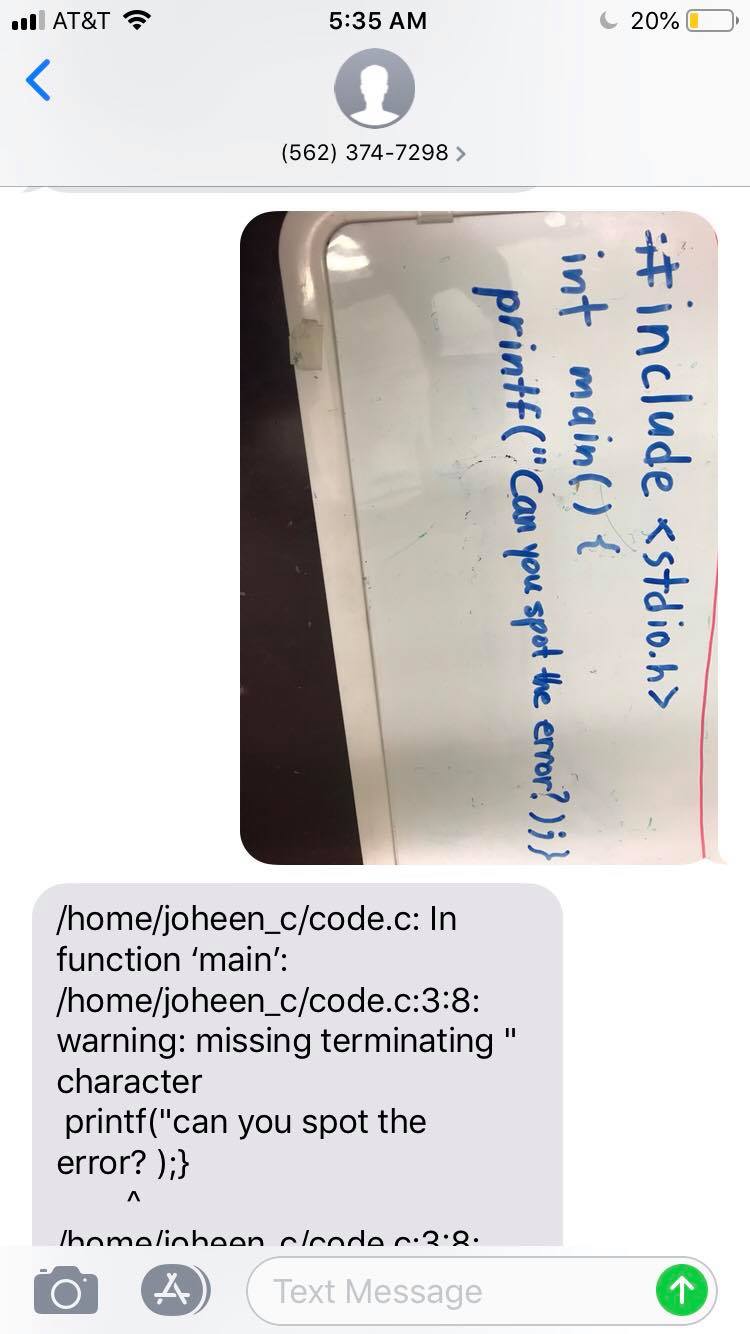 AT&T 5:35 AM 20%
(562) 374-7298 >
#include <stdio.h>
int main() {
printf("Can you spot the error?);}
/home/joheen_c/code.c: In
function ‘main’:
/home/joheen_c/code.c:3:8:
warning: missing terminating "
character
printf("can you spot the
error? );}
^
/home/joheen_c/code.c:3:8:
Text Message